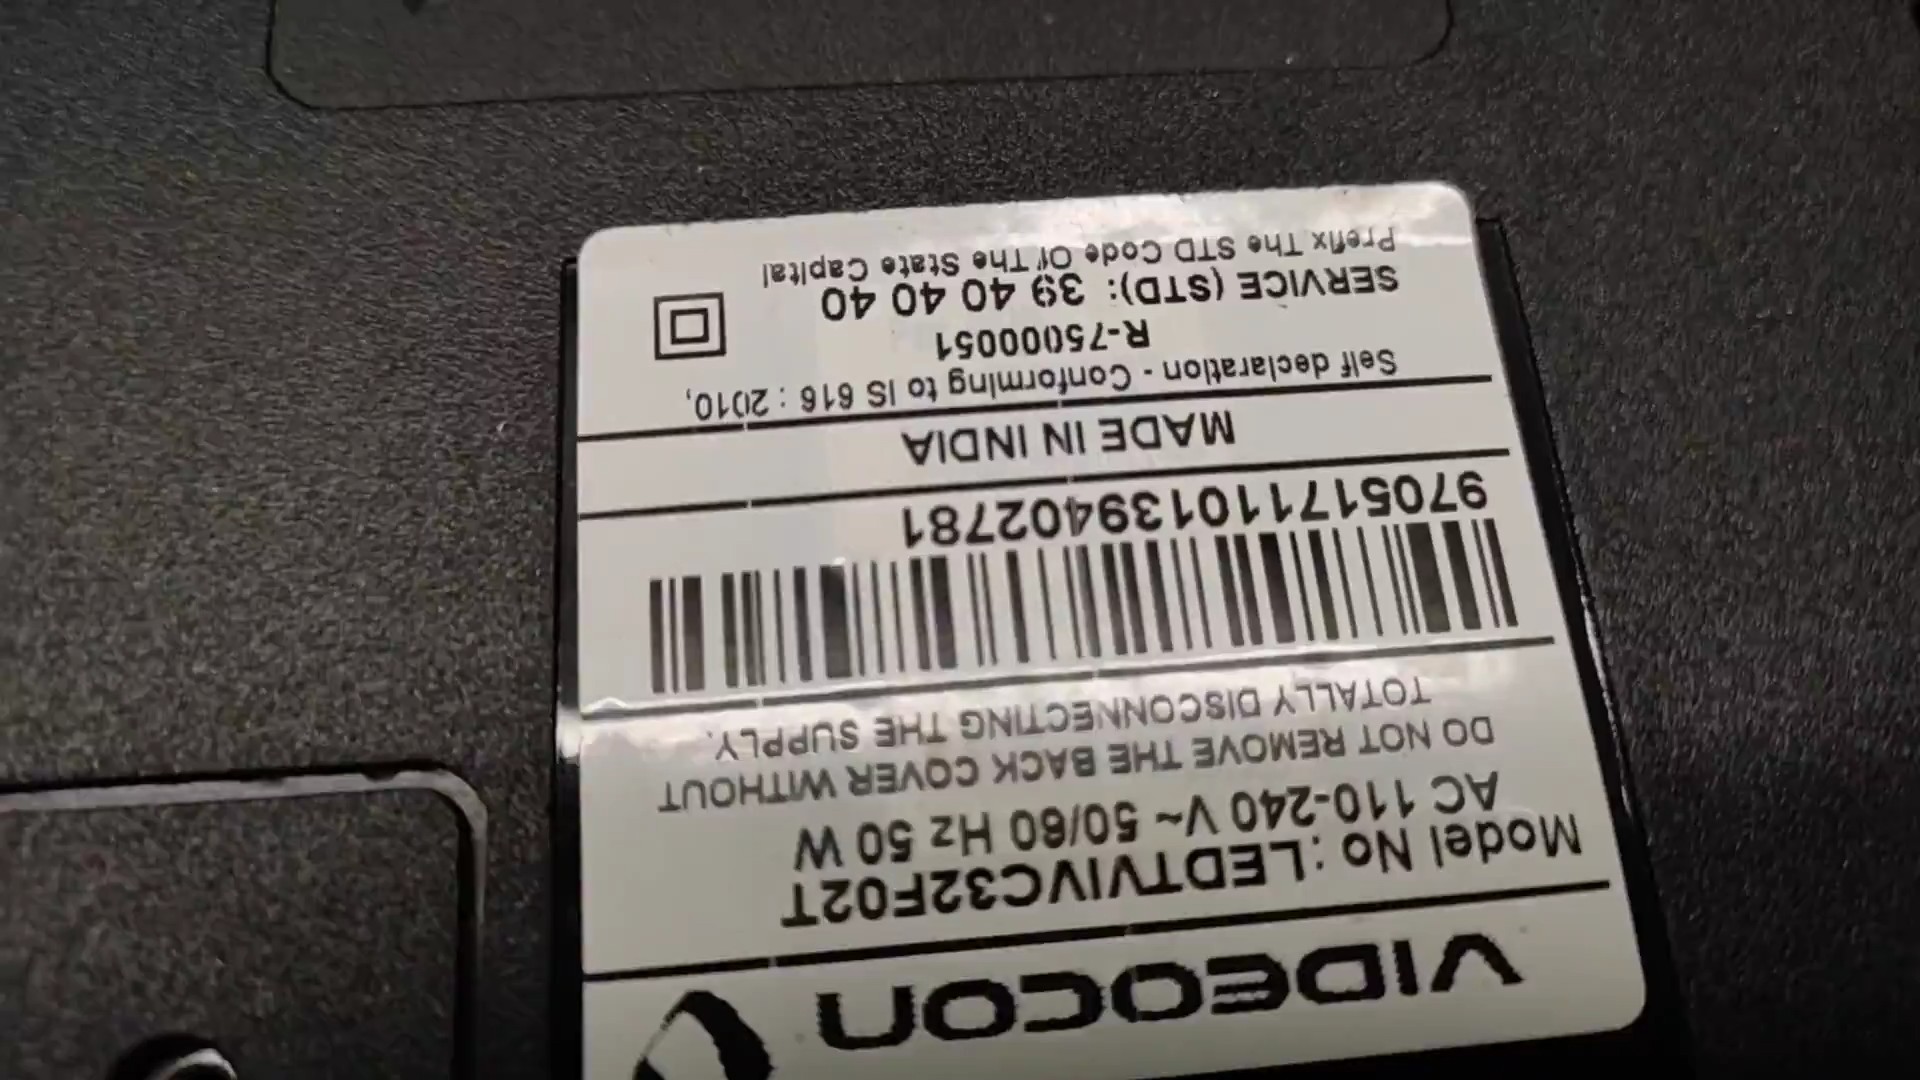 VIDEOCON
Model No : LEDTVIVC32F02T
AC 110-240 V~ 50/60 Hz 50 W
DO NOT REMOVE THE BACK COVER WITHOUT
TOTALLY DISCONNECTING THE SUPPLY.
970517110139402781
MADE IN INDIA
Self declaration - Conforming to IS 616 : 2010,
R-75000051
SERVICE (STD): 39 40 40 40
Prefix The STD Code Of The State Capital